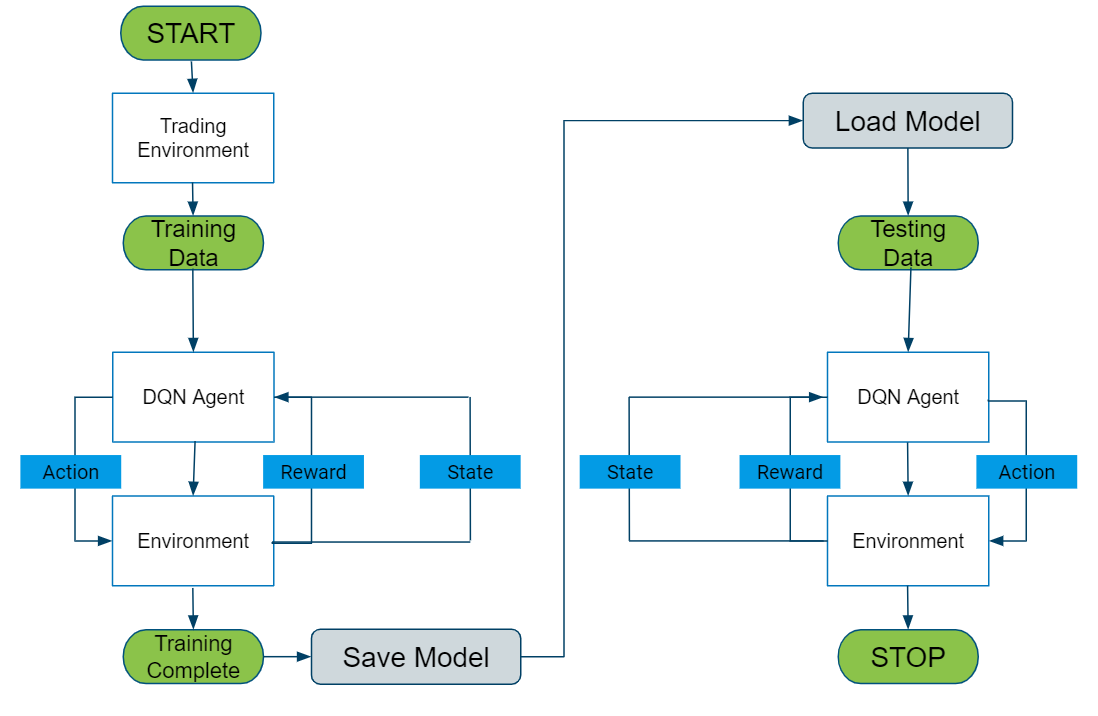 START
Trading
Environment
Training
Data
DQN Agent
Action
Reward
State
Environment
Training
Complete
Save Model
Load Model
Testing
Data
DQN Agent
State
Reward
Action
Environment
STOP